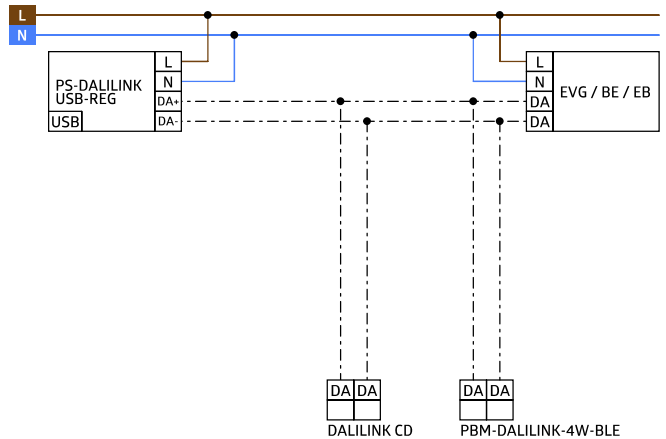 L
N
PS-DALILINK
USB-REG
USB
L
N
DA+
DA-
L
N
DA
DA
EVG / BE / EB
DA DA
DALILINK CD
DA DA
PBM-DALILINK-4W-BLE